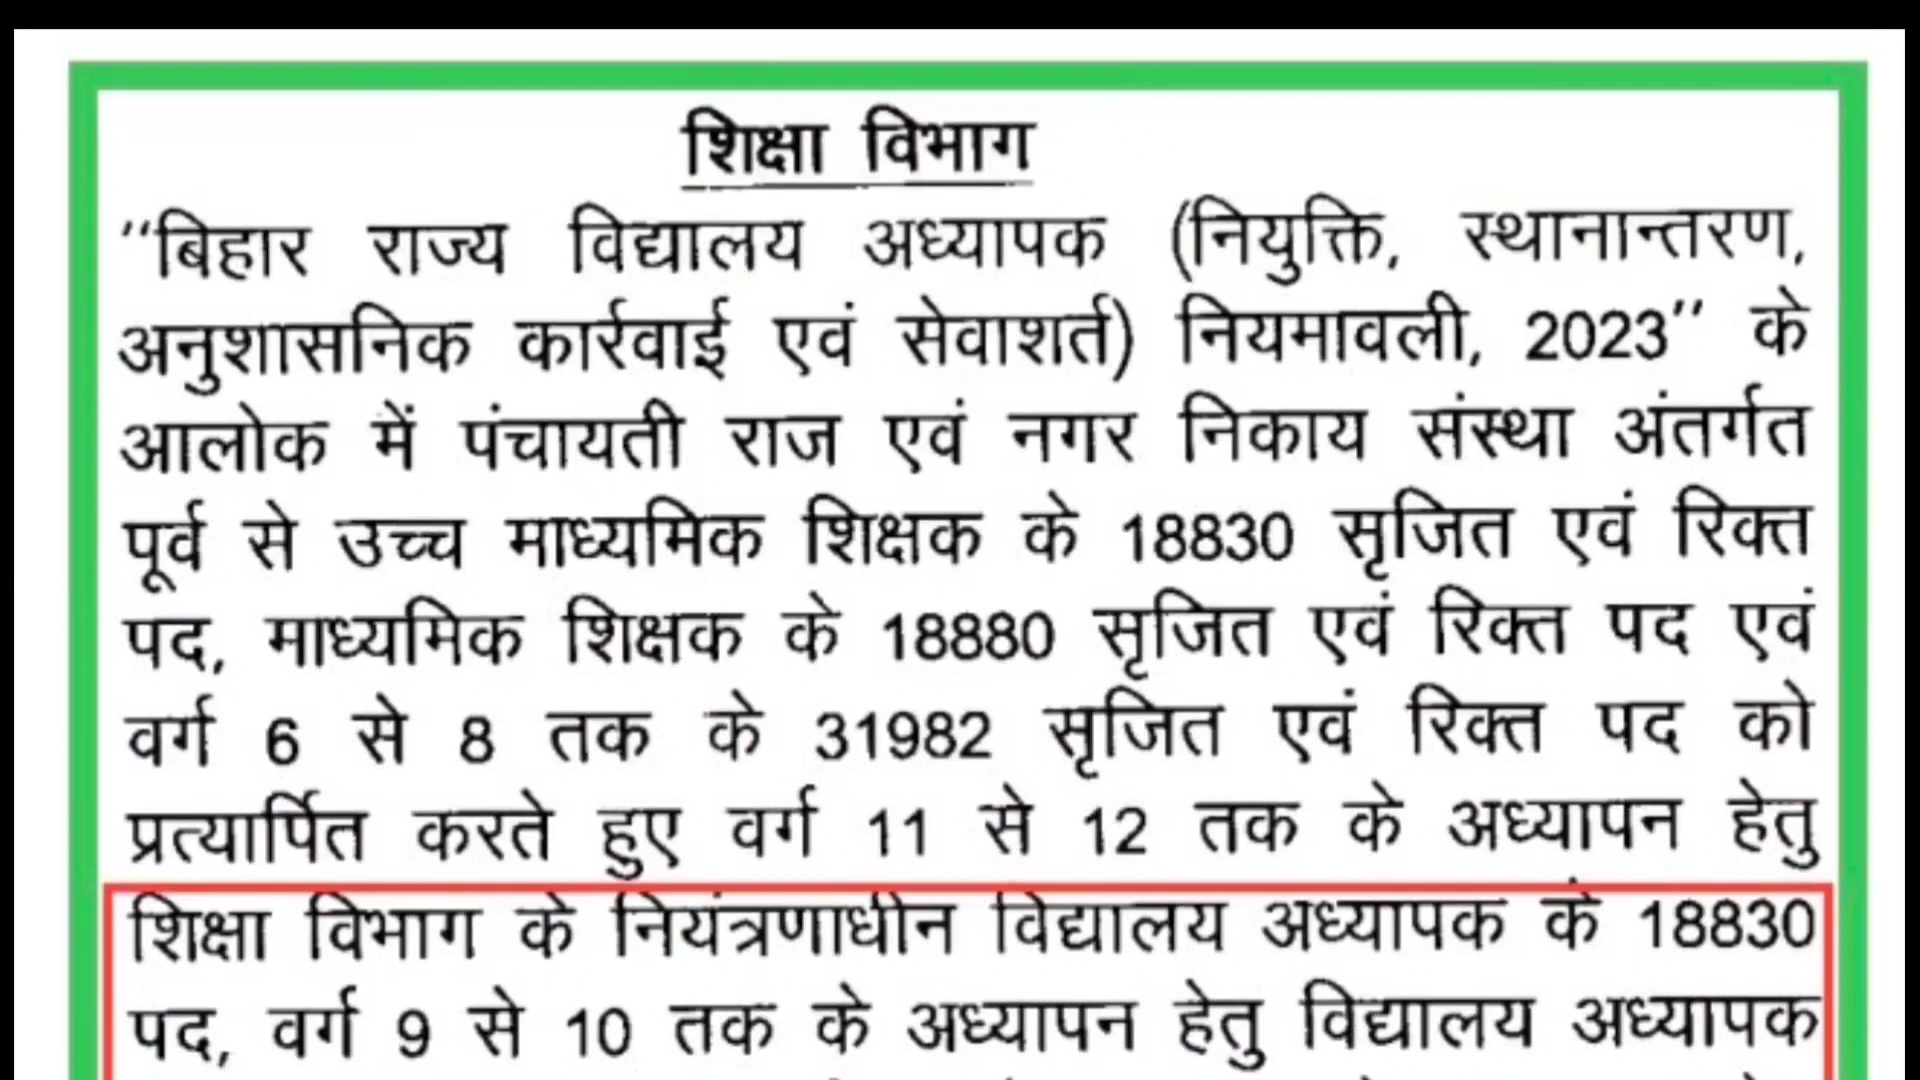 शिक्षा विभाग
‘‘बिहार राज्य विद्यालय अध्यापक (नियुक्ति, स्थानान्तरण,
अनुशासनिक कार्रवाई एवं सेवाशर्त) नियमावली, 2023’’ के
आलोक में पंचायती राज एवं नगर निकाय संस्था अंतर्गत
पूर्व से उच्च माध्यमिक शिक्षक के 18830 सृजित एवं रिक्त
पद, माध्यमिक शिक्षक के 18880 सृजित एवं रिक्त पद एवं
वर्ग 6 से 8 तक के 31982 सृजित एवं रिक्त पद को
प्रत्यार्पित करते हुए वर्ग 11 से 12 तक के अध्यापन हेतु
शिक्षा विभाग के नियंत्रणाधीन विद्यालय अध्यापक के 18830
पद, वर्ग 9 से 10 तक के अध्यापन हेतु विद्यालय अध्यापक